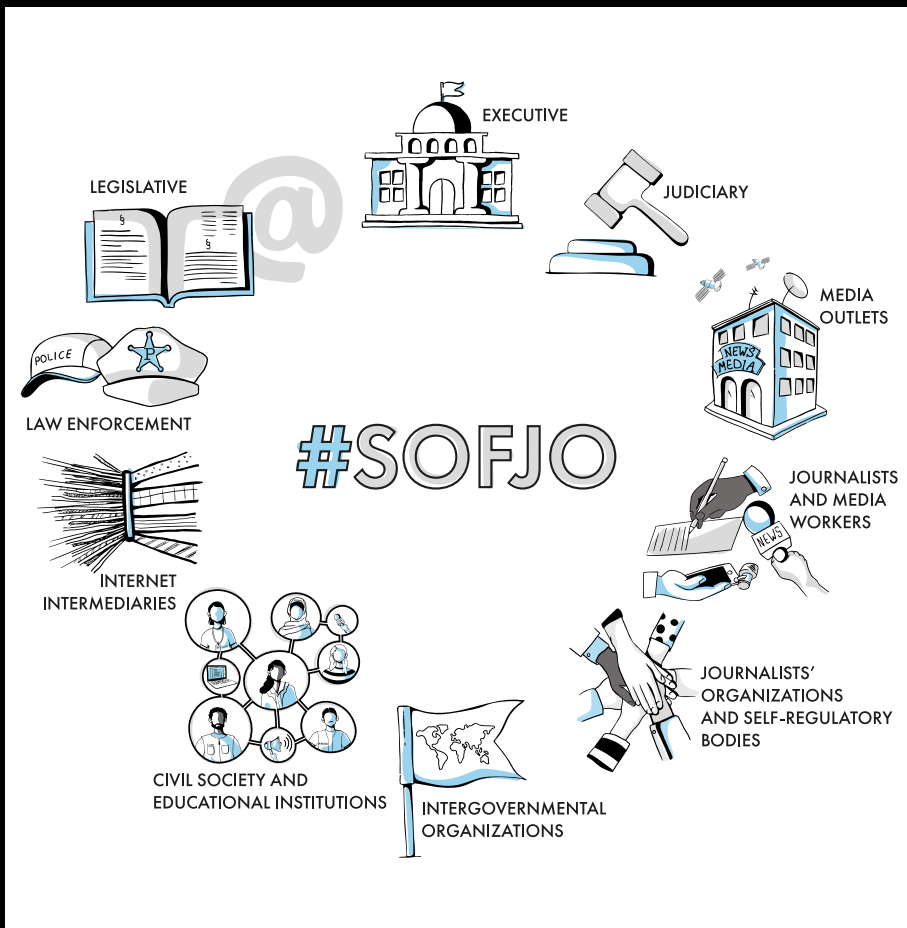 EXECUTIVE
LEGISLATIVE
@
JUDICIARY
§
§
MEDIA
OUTLETS
NEWS
MEDIA
POLICE
P
LAW ENFORCEMENT
#SOFJO
JOURNALISTS
AND MEDIA
WORKERS
NEWS
INTERNET
INTERMEDIARIES
JOURNALISTS'
ORGANIZATIONS
AND SELF-REGULATORY
BODIES
CIVIL SOCIETY AND
EDUCATIONAL INSTITUTIONS
INTERGOVERNMENTAL
ORGANIZATIONS